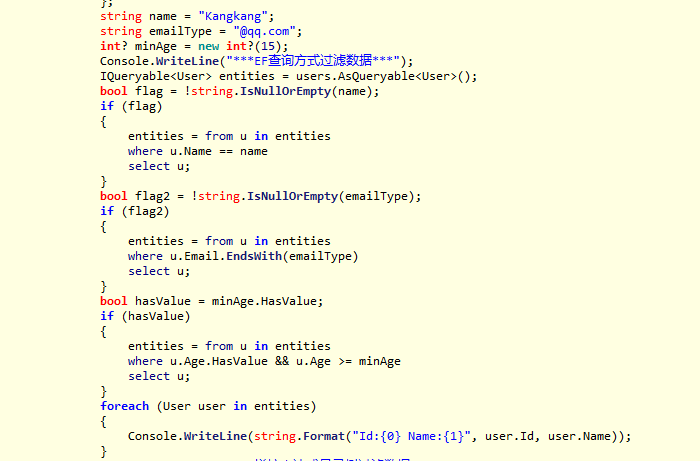 };
string name = "Kangkang";
string emailType = "@qq.com";
int? minAge = new int?(15);
Console.WriteLine("***EF查询方式过滤数据***");
IQueryable<User> entities = users.AsQueryable<User>();
bool flag = !string.IsNullOrEmpty(name);
if (flag)
{
    entities = from u in entities
    where u.Name == name
    select u;
}
bool flag2 = !string.IsNullOrEmpty(emailType);
if (flag2)
{
    entities = from u in entities
    where u.Email.EndsWith(emailType)
    select u;
}
bool hasValue = minAge.HasValue;
if (hasValue)
{
    entities = from u in entities
    where u.Age.HasValue && u.Age >= minAge
    select u;
}
foreach (User user in entities)
{
    Console.WriteLine(string.Format("Id:{0} Name:{1}", user.Id, user.Name));
}